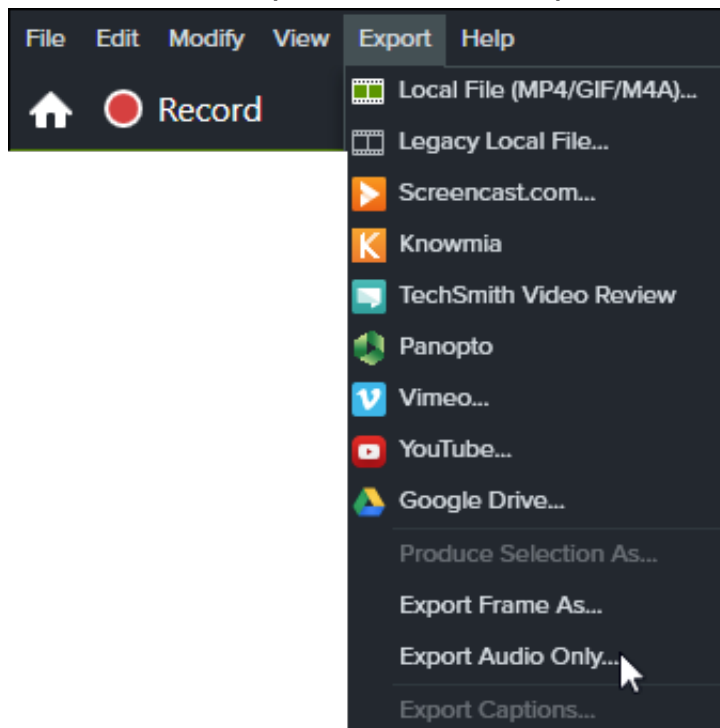 File Edit Modify View Export Help
Record
Local File (MP4/GIF/M4A)...
Legacy Local File...
Screencast.com...
Knowmia
TechSmith Video Review
Panopto
Vimeo...
YouTube...
Google Drive...
Produce Selection As...
Export Frame As...
Export Audio Only...
Export Captions...